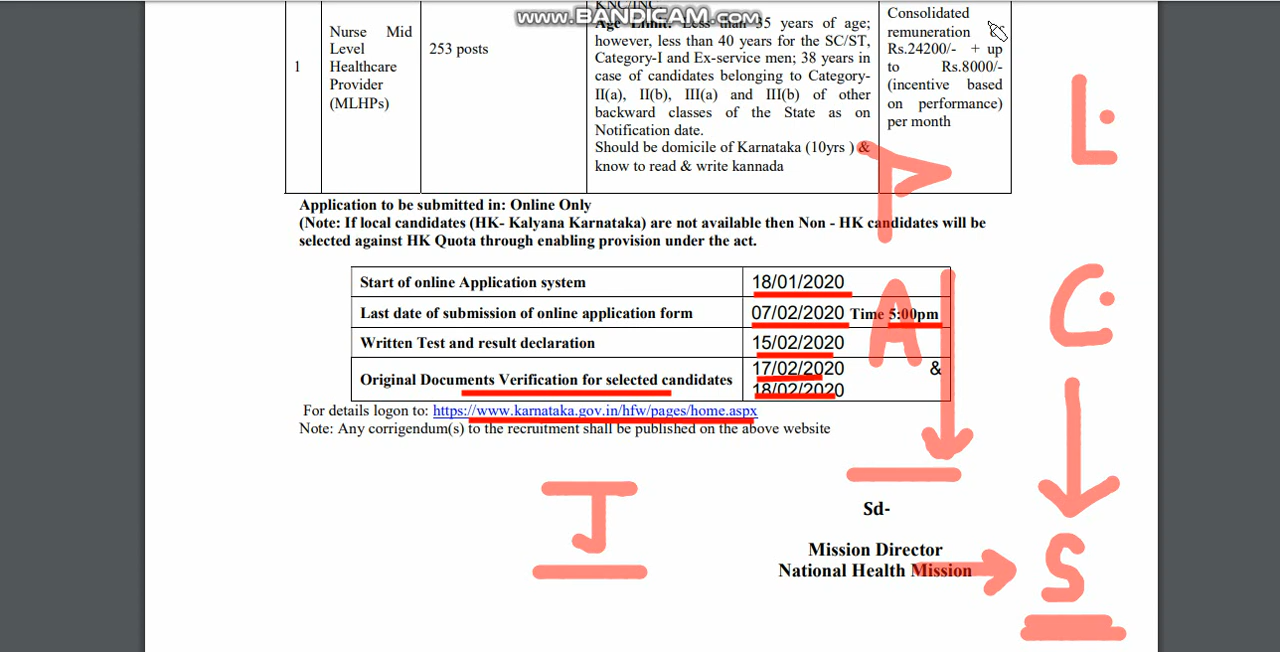 www.BANDICAM.com
KNC/INC.
Age Limit: Less than 35 years of age;
however, less than 40 years for the SC/ST,
Category-I and Ex-service men; 38 years in
case of candidates belonging to Category-
II(a), II(b), III(a) and III(b) of other
backward classes of the State as on
Notification date.
Should be domicile of Karnataka (10yrs ) &
know to read & write kannada
1
Nurse Mid
Level
Healthcare
Provider
(MLHPs)
253 posts
Consolidated
remuneration
Rs.24200/- + up
to Rs.8000/-
(incentive based
on performance)
per month
Application to be submitted in: Online Only
(Note: If local candidates (HK- Kalyana Karnataka) are not available then Non - HK candidates will be
selected against HK Quota through enabling provision under the act.
Start of online Application system 18/01/2020
Last date of submission of online application form 07/02/2020 Time 5:00pm
Written Test and result declaration 15/02/2020
Original Documents Verification for selected candidates 17/02/2020 &
18/02/2020
For details logon to: https://www.karnataka.gov.in/hfw/pages/home.aspx
Note: Any corrigendum(s) to the recruitment shall be published on the above website
Sd-
Mission Director
National Health Mission
L
C
S
A
I